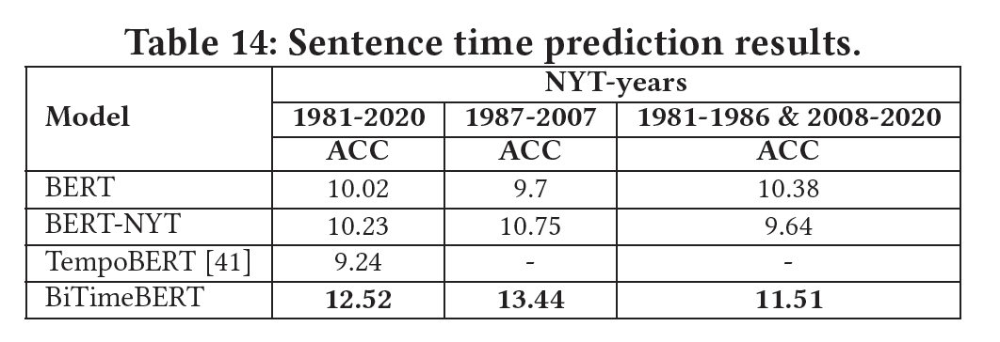 Table 14: Sentence time prediction results.
Model NYT-years
1981-2020 1987-2007 1981-1986 & 2008-2020
ACC ACC ACC
BERT 10.02 9.7 10.38
BERT-NYT 10.23 10.75 9.64
TempoBERT [41] 9.24 - -
BiTimeBERT 12.52 13.44 11.51